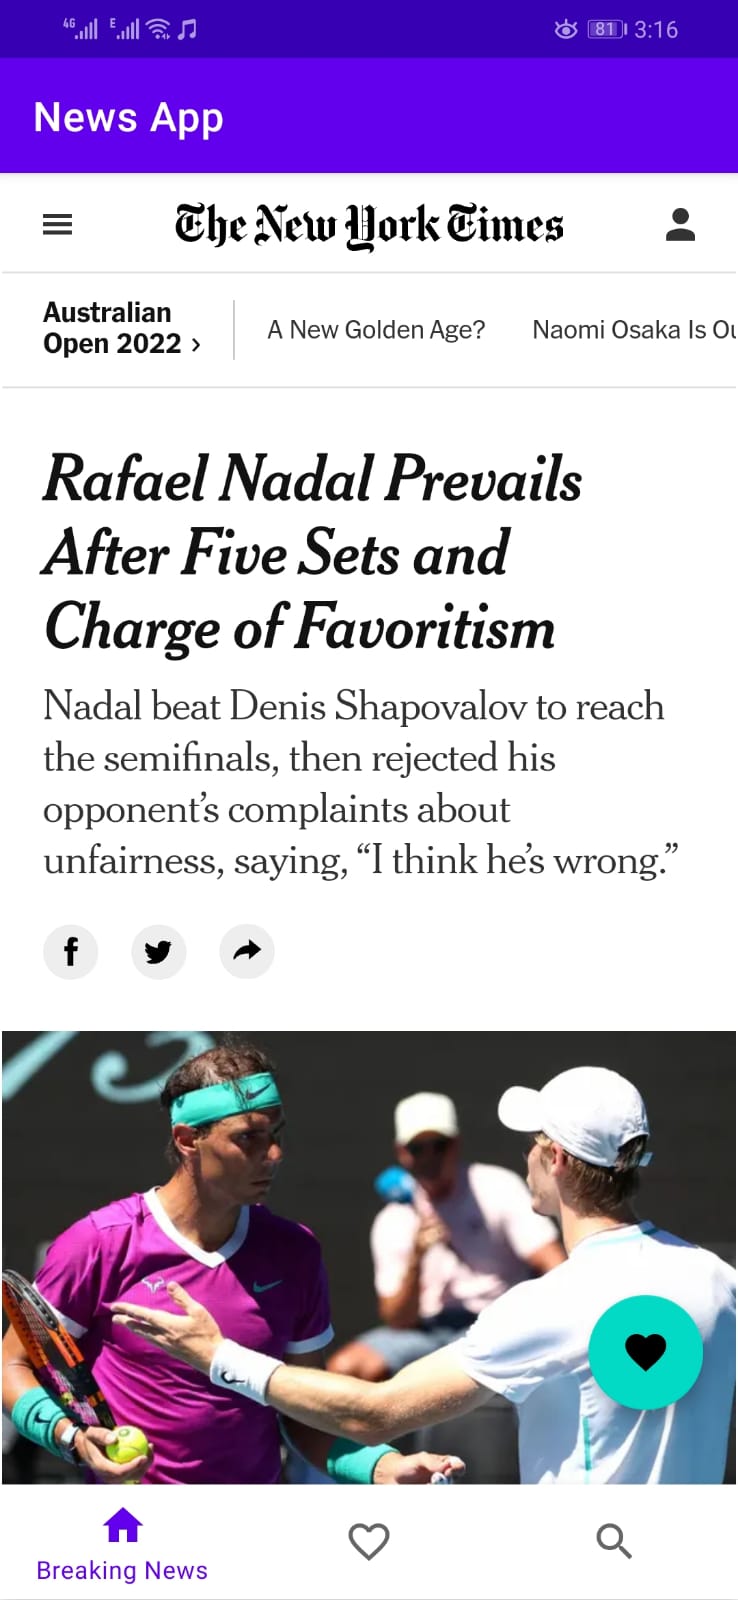 4G E 81 3:16
News App
The New York Times
Australian
Open 2022 ›
A New Golden Age? Naomi Osaka Is Ou
Rafael Nadal Prevails
After Five Sets and
Charge of Favoritism
Nadal beat Denis Shapovalov to reach
the semifinals, then rejected his
opponent’s complaints about
unfairness, saying, “I think he’s wrong.”
Breaking News